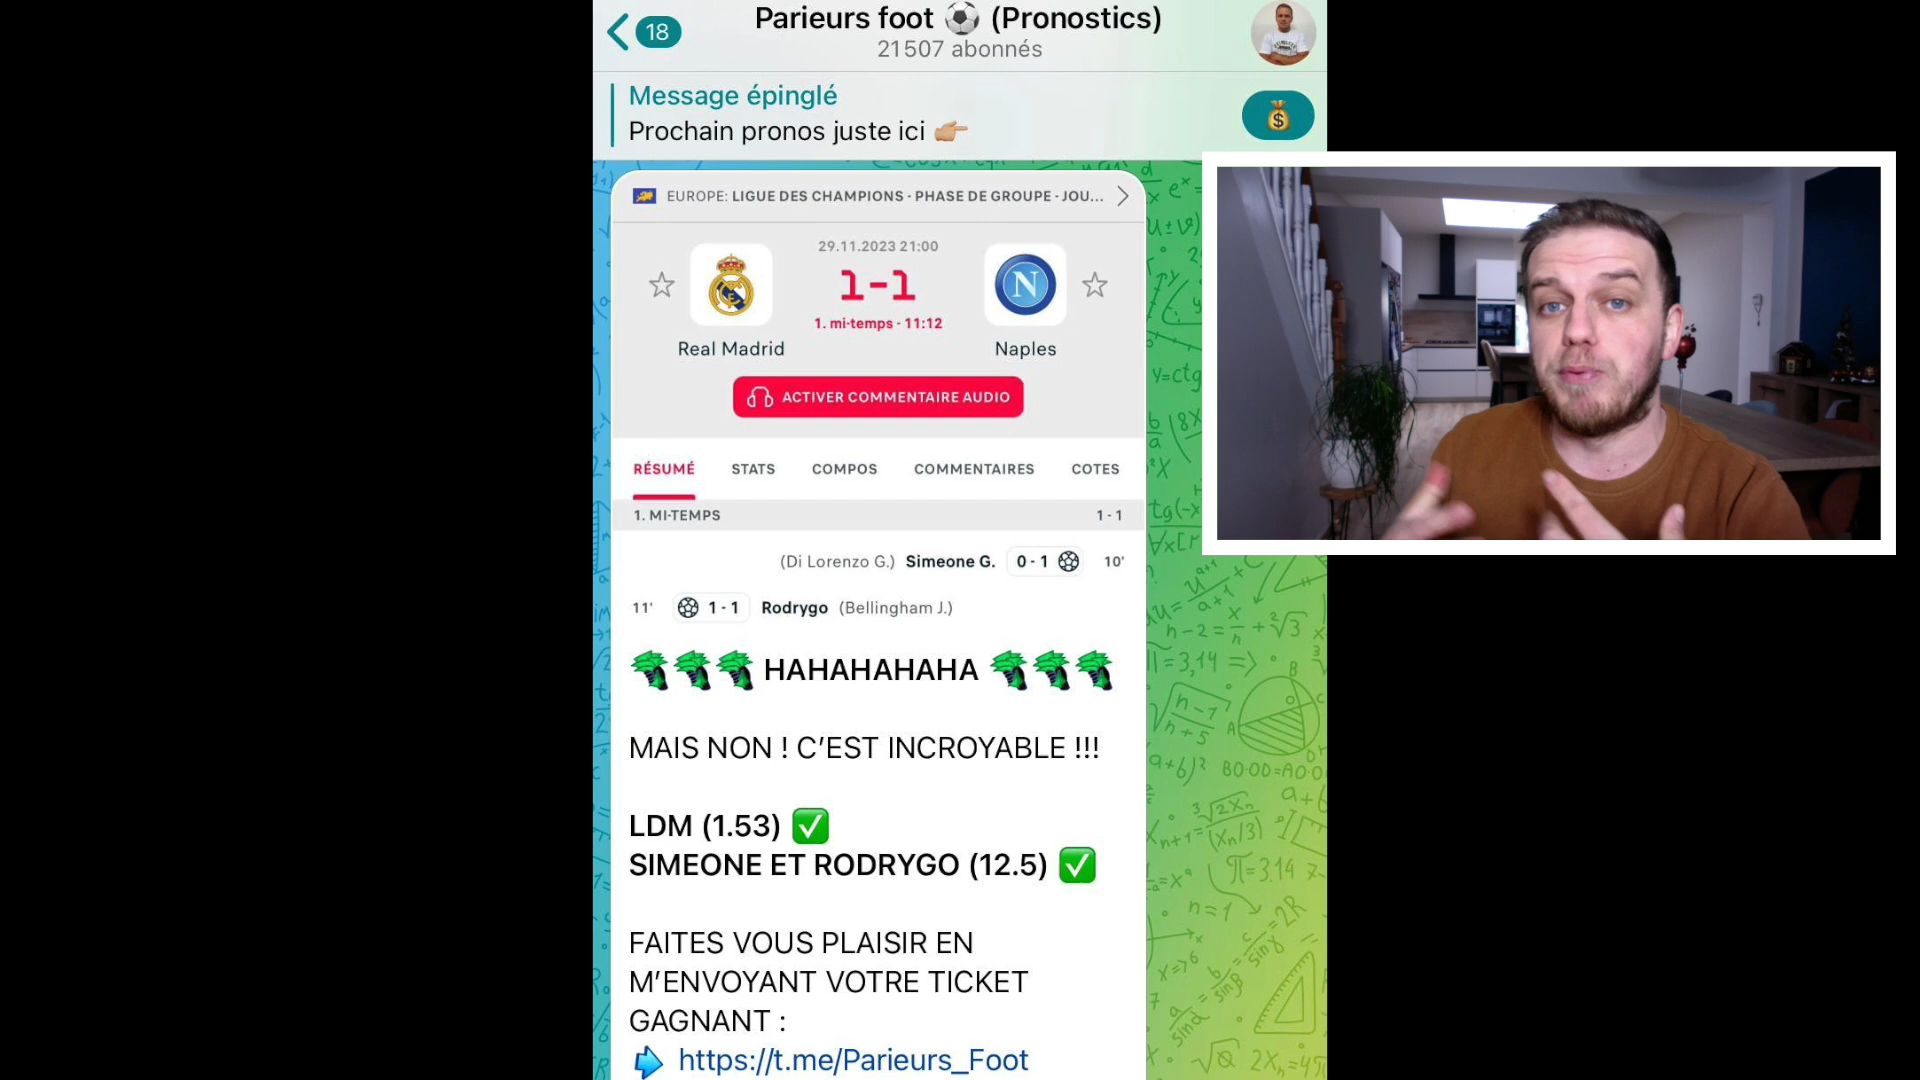 18
Parieurs foot ⚽ (Pronostics)
21 507 abonnés
Message épinglé
Prochain pronos juste ici 👉
EUROPE: LIGUE DES CHAMPIONS - PHASE DE GROUPE - JOU...
29.11.2023 21:00
1-1
1. mi-temps - 11:12
Real Madrid
Naples
ACTIVER COMMENTAIRE AUDIO
RÉSUMÉ STATS COMPOS COMMENTAIRES COTES
1. MI-TEMPS 1 - 1
(Di Lorenzo G.) Simeone G. 0 - 1 10'
11' 1 - 1 Rodrygo (Bellingham J.)
HAHAHAHAHA
MAIS NON ! C'EST INCROYABLE !!!
LDM (1.53) ✅
SIMEONE ET RODRYGO (12.5) ✅
FAITES VOUS PLAISIR EN
M'ENVOYANT VOTRE TICKET
GAGNANT :
https://t.me/Parieurs_Foot